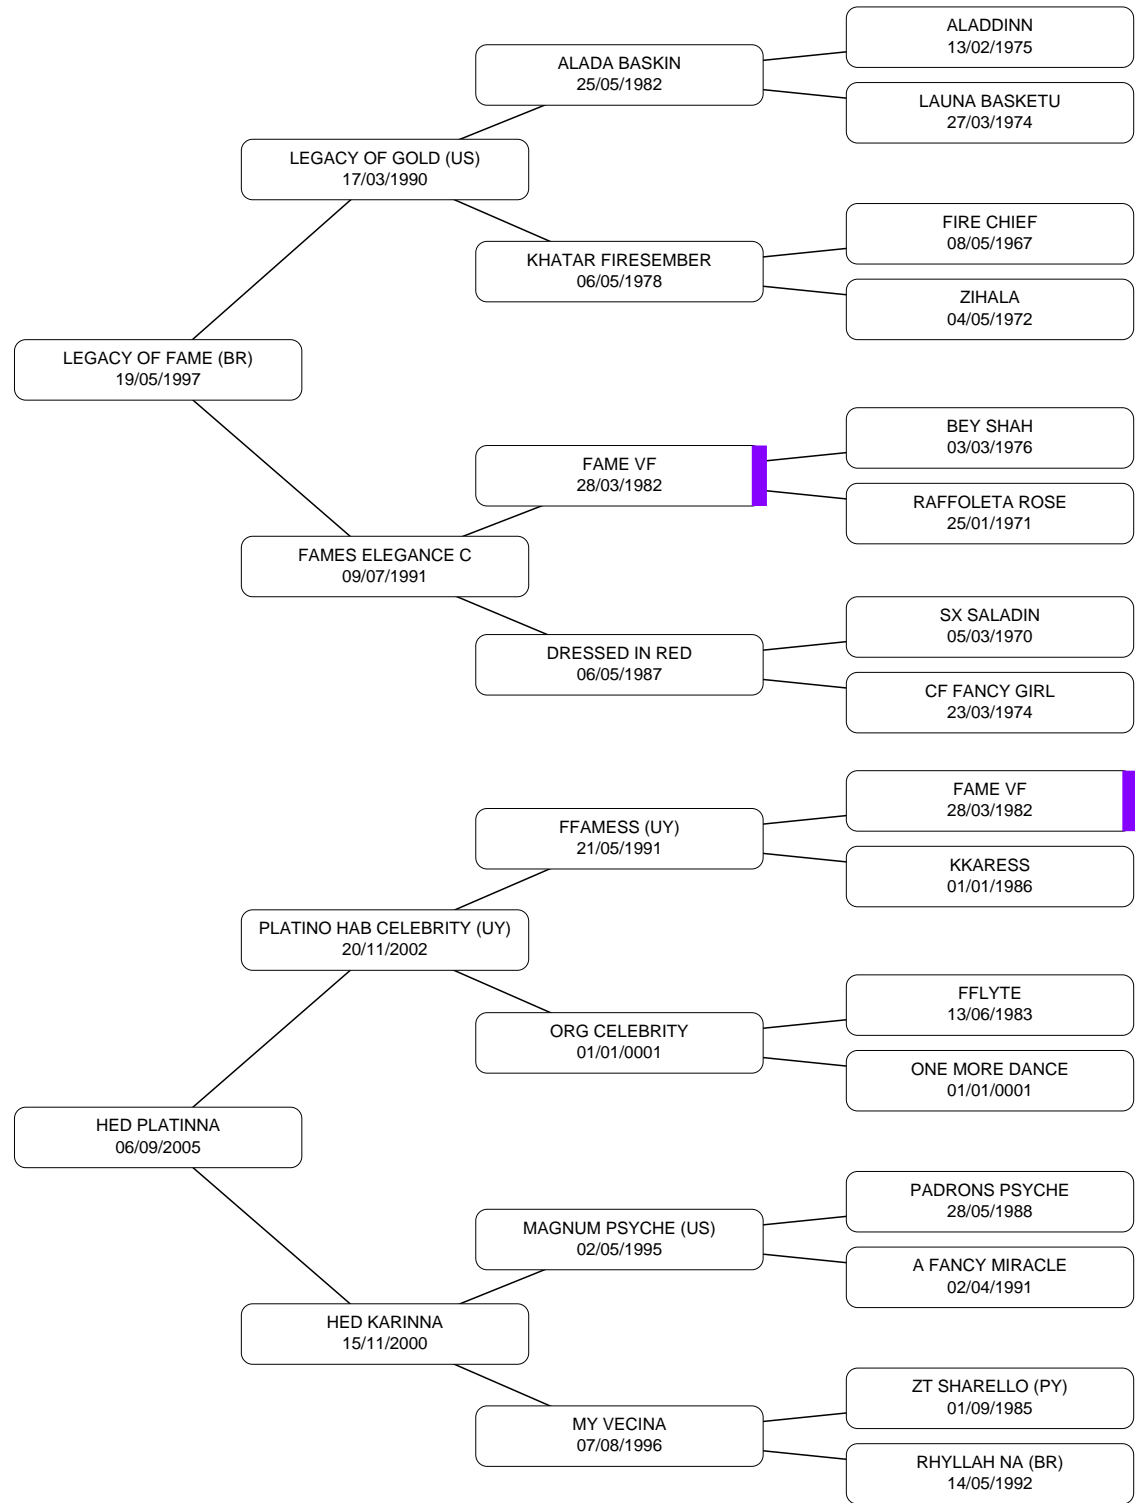 ALADDINN
13/02/1975
ALADA BASKIN
25/05/1982
LAUNA BASKETU
27/03/1974
LEGACY OF GOLD (US)
17/03/1990
FIRE CHIEF
08/05/1967
KHATAR FIRESEMBER
06/05/1978
ZIHALA
04/05/1972
LEGACY OF FAME (BR)
19/05/1997
BEY SHAH
03/03/1976
FAME VF
28/03/1982
RAFFOLETA ROSE
25/01/1971
FAMES ELEGANCE C
09/07/1991
SX SALADIN
05/03/1970
DRESSED IN RED
06/05/1987
CF FANCY GIRL
23/03/1974
FAME VF
28/03/1982
FFAMESS (UY)
21/05/1991
KKARESS
01/01/1986
PLATINO HAB CELEBRITY (UY)
20/11/2002
FFLYTE
13/06/1983
ORG CELEBRITY
01/01/0001
ONE MORE DANCE
01/01/0001
HED PLATINNA
06/09/2005
PADRONS PSYCHE
28/05/1988
MAGNUM PSYCHE (US)
02/05/1995
A FANCY MIRACLE
02/04/1991
HED KARINNA
15/11/2000
ZT SHARELLO (PY)
01/09/1985
MY VECINA
07/08/1996
RHYLLAH NA (BR)
14/05/1992